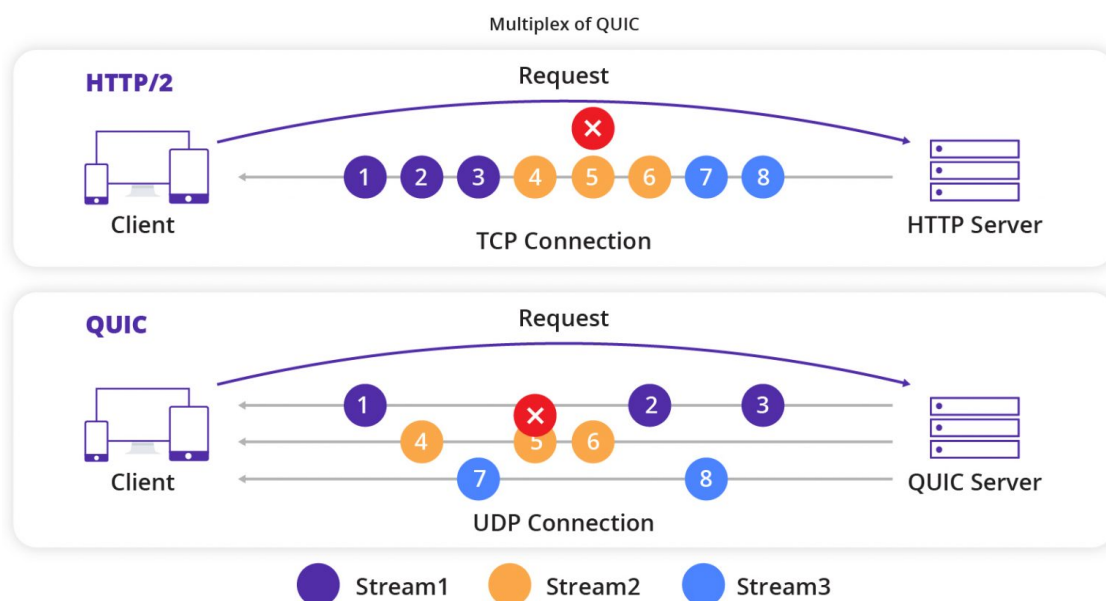 Multiplex of QUIC
HTTP/2
Request
1 2 3 4 5 6 7 8
Client
HTTP Server
TCP Connection
QUIC
Request
1 2 3
4 5 6
7 8
Client
QUIC Server
UDP Connection
Stream1 Stream2 Stream3